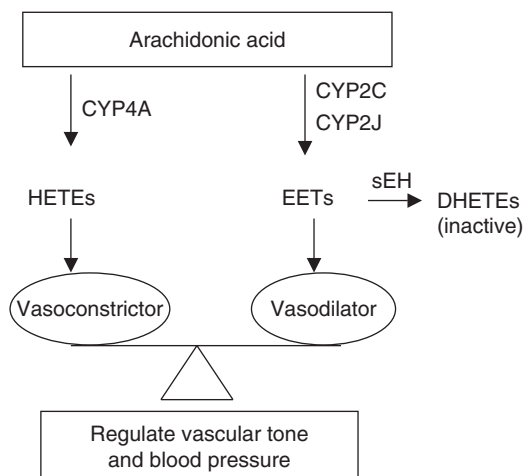 Arachidonic acid
CYP4A
CYP2C
CYP2J
HETEs
EETs
sEH
DHETEs
(inactive)
Vasoconstrictor
Vasodilator
Regulate vascular tone
and blood pressure